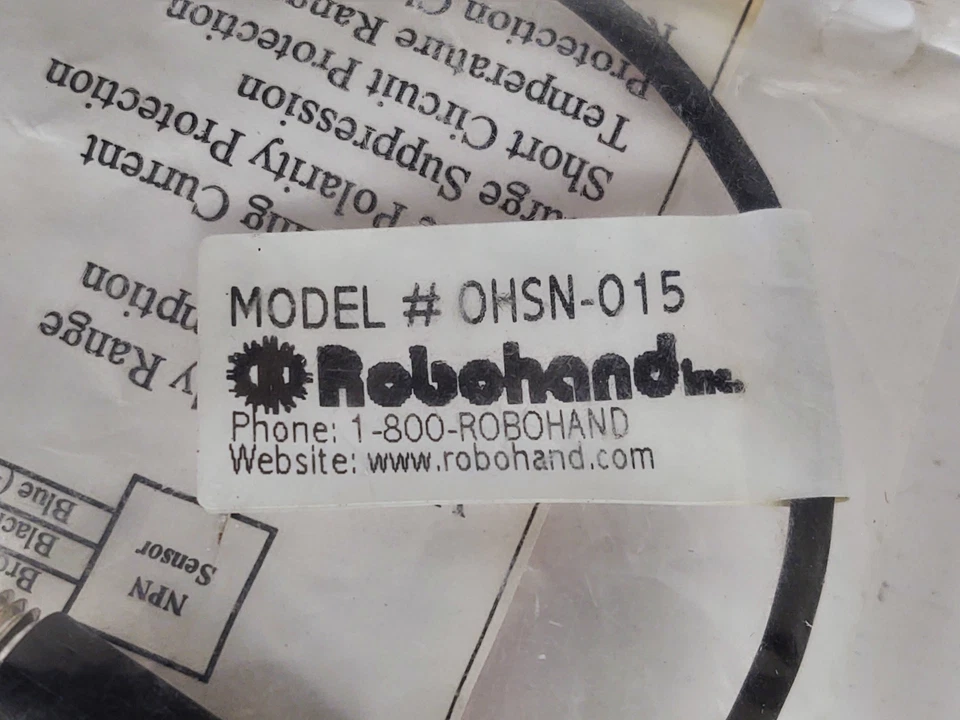 MODEL # OHSN-015
Robohand Inc.
Phone: 1-800-ROBOHAND
Website: www.robohand.com
NPN
Sensor
Blue
Range
Current
Polarity Protection
Suppression
Short Circuit Protection
Temperature Range
Protection